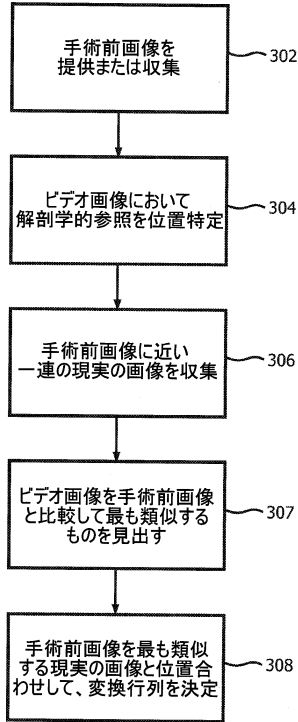 手術前画像を
提供または収集
302
ビデオ画像において
解剖学的参照を位置特定
304
手術前画像に近い
一連の現実の画像を収集
306
ビデオ画像を手術前画像
と比較して最も類似する
ものを見出す
307
手術前画像を最も類似
する現実の画像と位置合
わせして、変換行列を決定
308